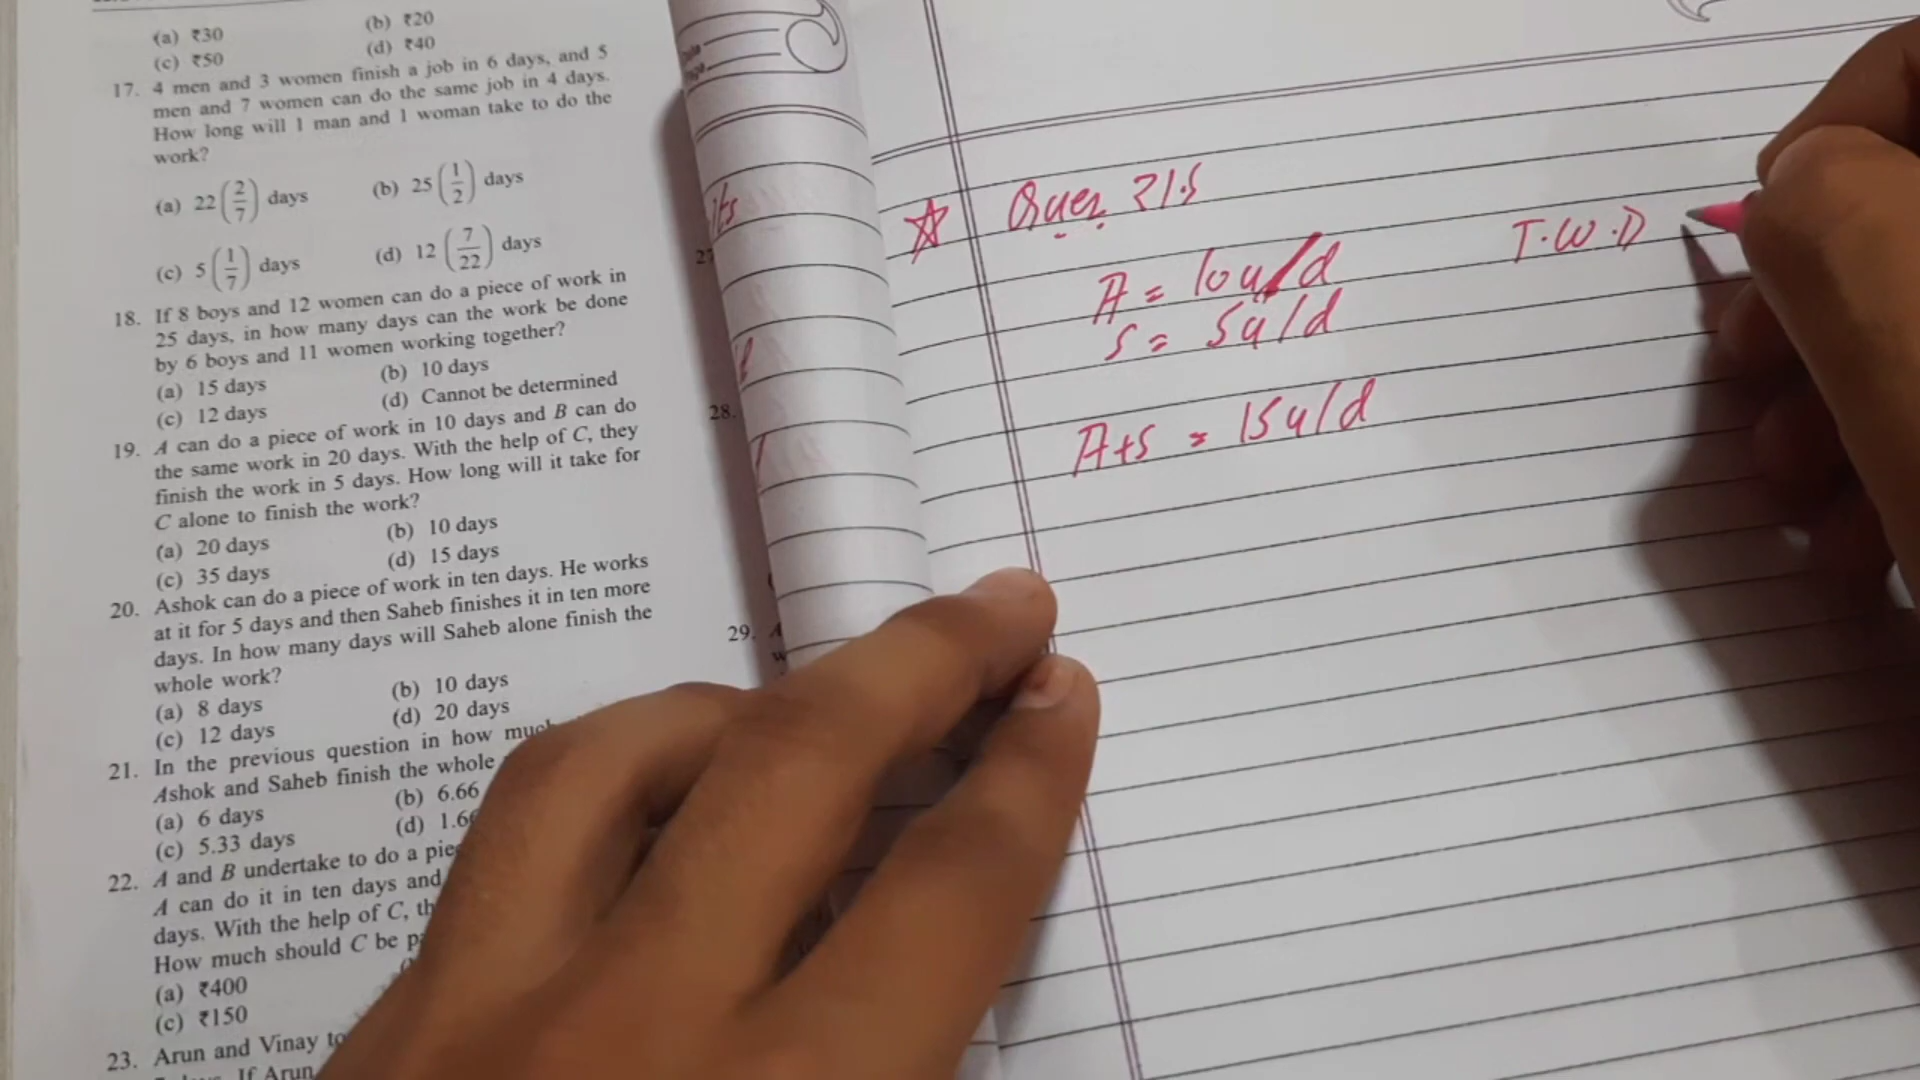 (a) ₹30 (b) ₹20
(c) ₹50 (d) ₹40
17. 4 men and 3 women finish a job in 6 days, and 5
men and 7 women can do the same job in 4 days.
How long will 1 man and 1 woman take to do the
work?
(a) 22 (2/7) days (b) 25 (1/2) days
(c) 5 (1/7) days (d) 12 (7/22) days
18. If 8 boys and 12 women can do a piece of work in
25 days, in how many days can the work be done
by 6 boys and 11 women working together?
(a) 15 days (b) 10 days
(c) 12 days (d) Cannot be determined
19. A can do a piece of work in 10 days and B can do
the same work in 20 days. With the help of C, they
finish the work in 5 days. How long will it take for
C alone to finish the work?
(a) 20 days (b) 10 days
(c) 35 days (d) 15 days
20. Ashok can do a piece of work in ten days. He works
at it for 5 days and then Saheb finishes it in ten more
days. In how many days will Saheb alone finish the
whole work?
(a) 8 days (b) 10 days
(c) 12 days (d) 20 days
21. In the previous question in how much
Ashok and Saheb finish the whole
(a) 6 days (b) 6.66
(c) 5.33 days (d) 1.6
22. A and B undertake to do a
A can do it in ten days and
days. With the help of C,
How much should C be
(a) ₹400
(c) ₹150
23. Arun and Vinay
If Arun
28.
29. A
Ques 21.s
A = 10u/d
S = 5u/d
A+S = 15u/d
T.W.D